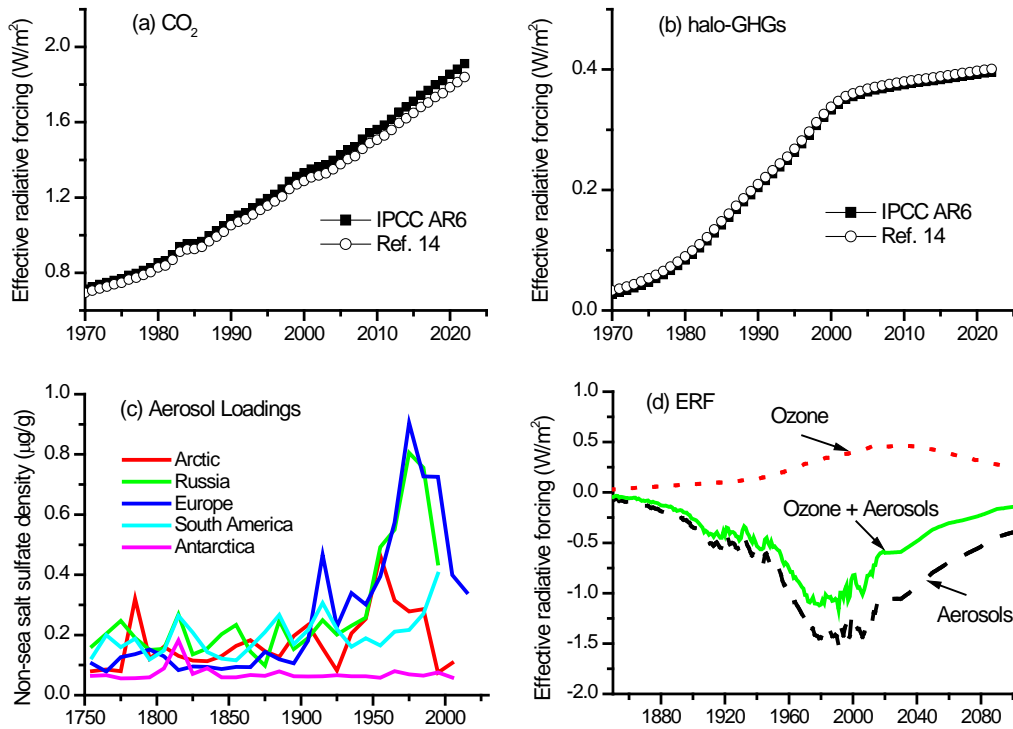 (a) CO₂
Effective radiative forcing (W/m²)
2.0
1.6
1.2
0.8
IPCC AR6
Ref. 14
1970 1980 1990 2000 2010 2020
(b) halo-GHGs
Effective radiative forcing (W/m²)
0.4
0.2
0.0
IPCC AR6
Ref. 14
1970 1980 1990 2000 2010 2020
(c) Aerosol Loadings
Non-sea salt sulfate density (μg/g)
1.0
0.8
0.6
0.4
0.2
0.0
Arctic
Russia
Europe
South America
Antarctica
1750 1800 1850 1900 1950 2000
(d) ERF
Effective radiative forcing (W/m²)
1.0
0.5
0.0
-0.5
-1.0
-1.5
-2.0
Ozone
Ozone + Aerosols
Aerosols
1880 1920 1960 2000 2040 2080